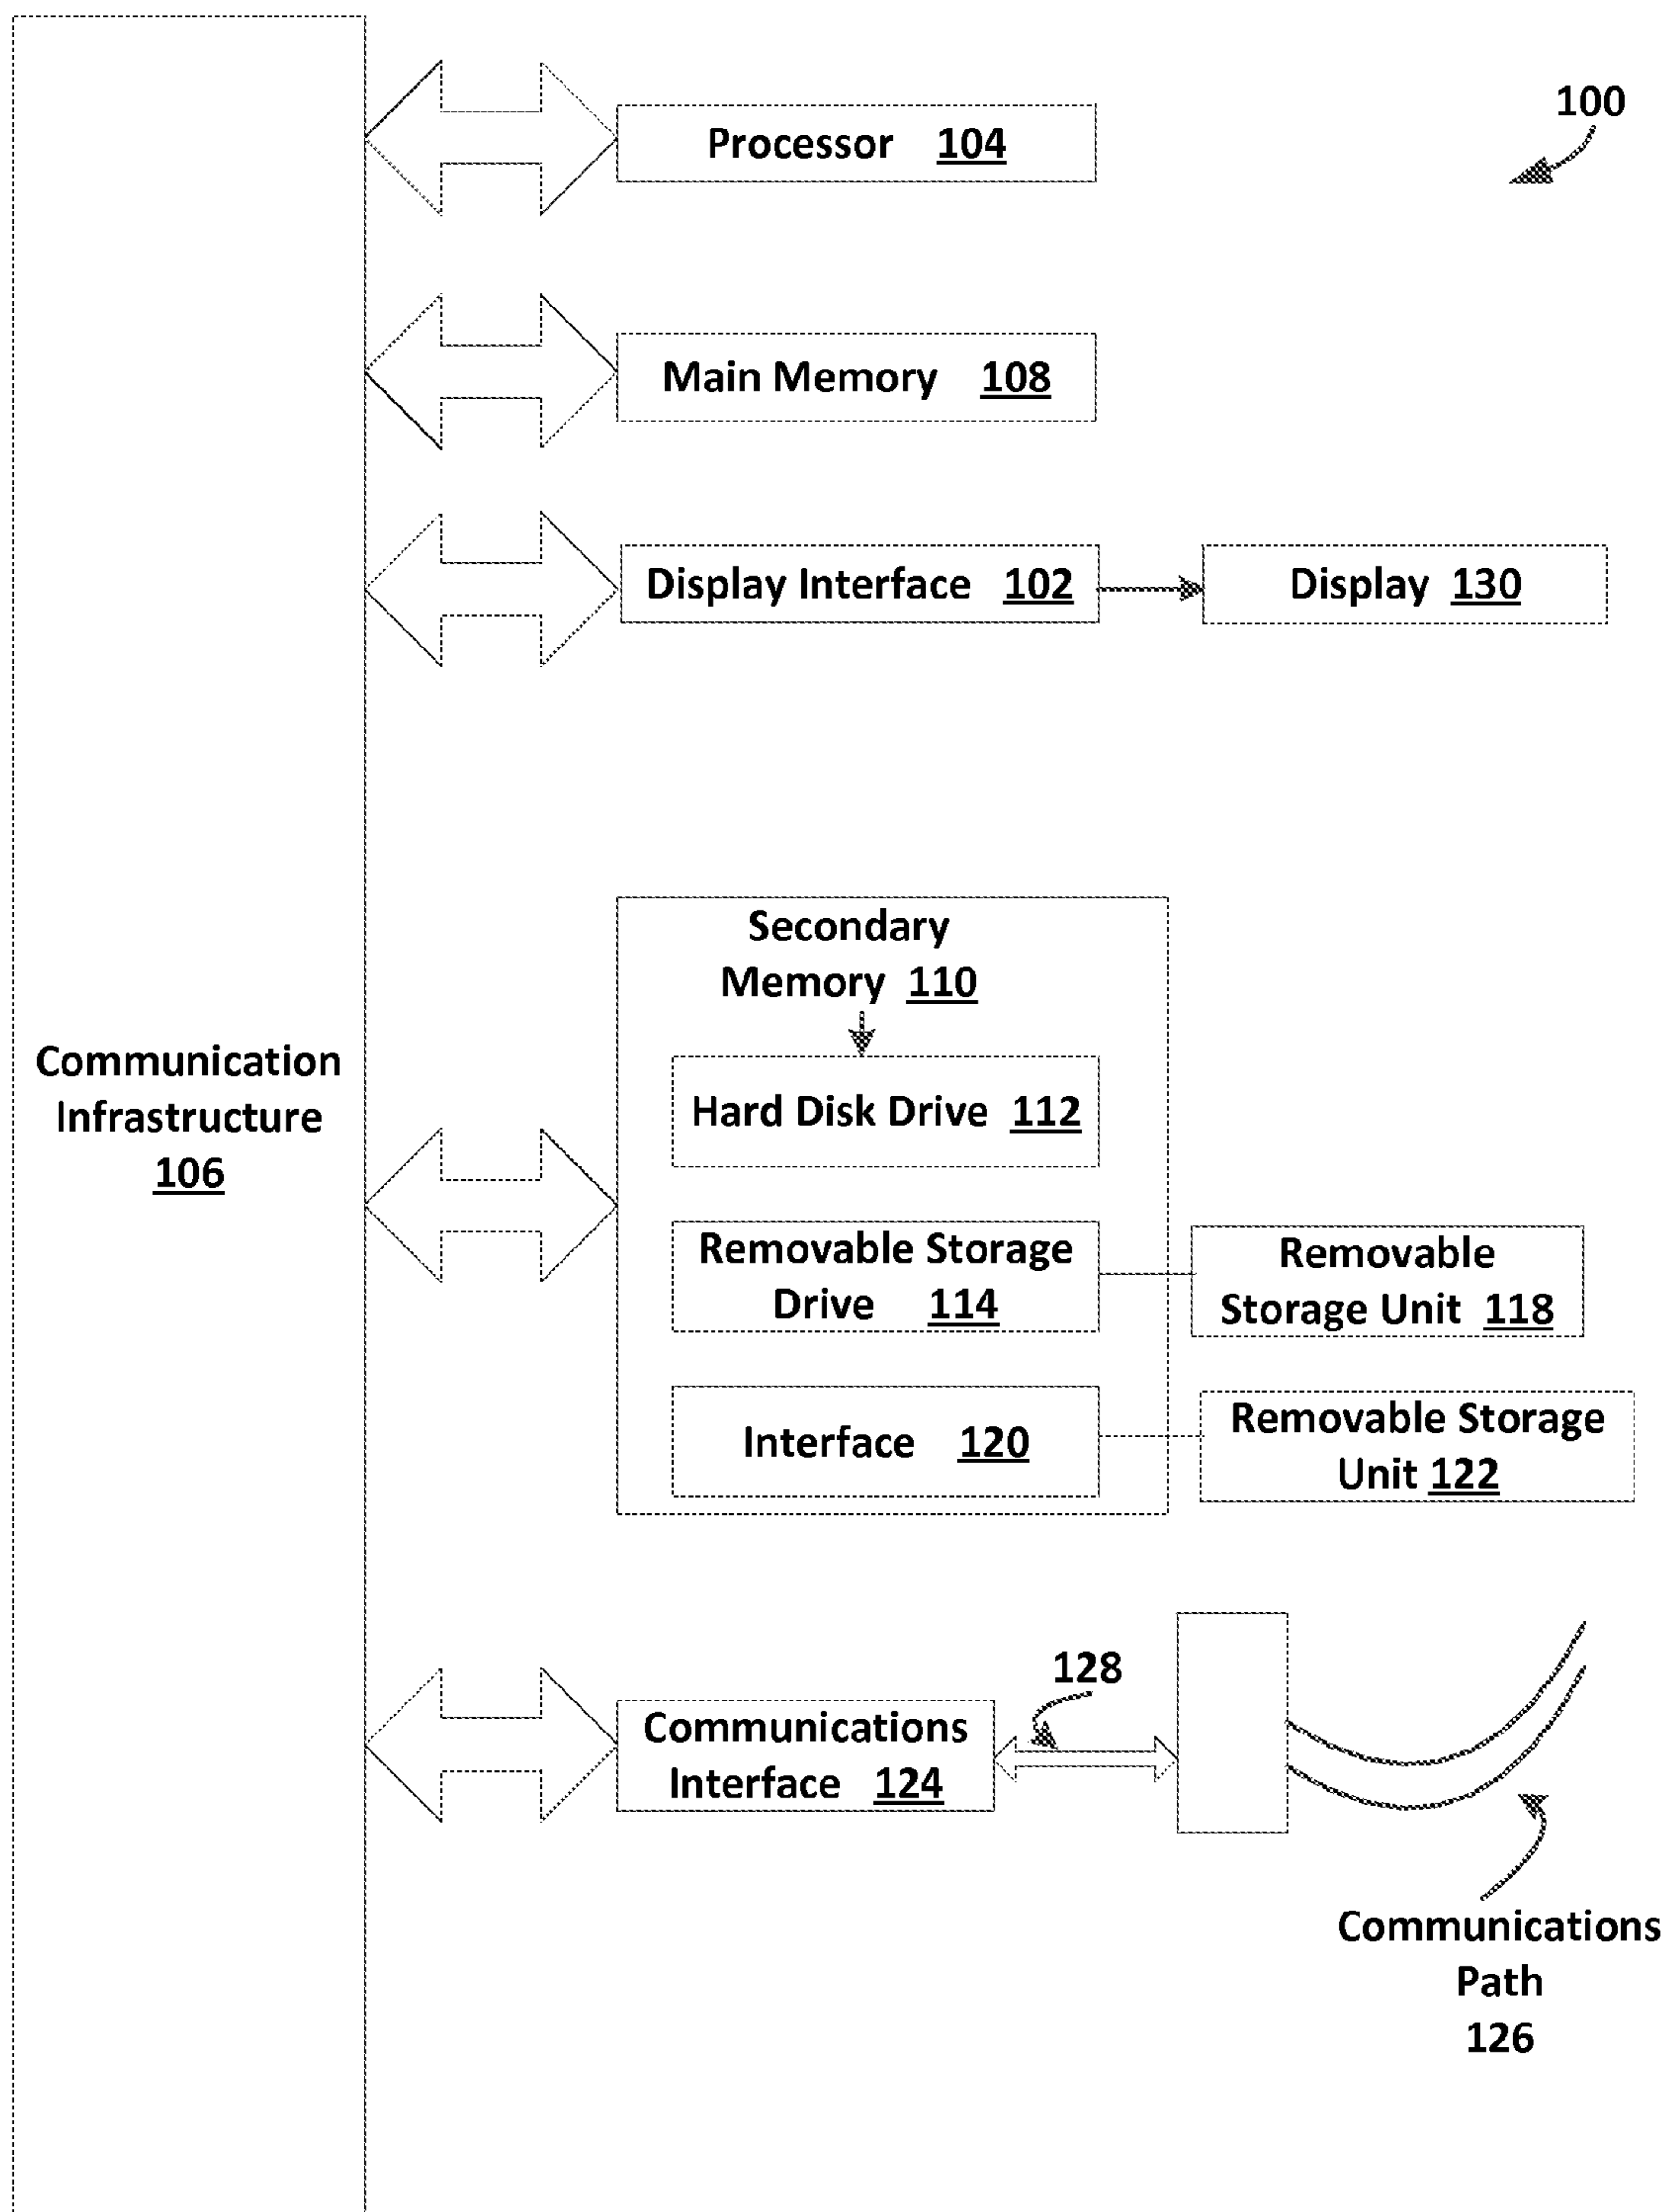 100
Processor 104
Main Memory 108
Display Interface 102
Display 130
Communication
Infrastructure
106
Secondary
Memory 110
Hard Disk Drive 112
Removable Storage
Drive 114
Removable
Storage Unit 118
Interface 120
Removable Storage
Unit 122
128
Communications
Interface 124
Communications
Path
126